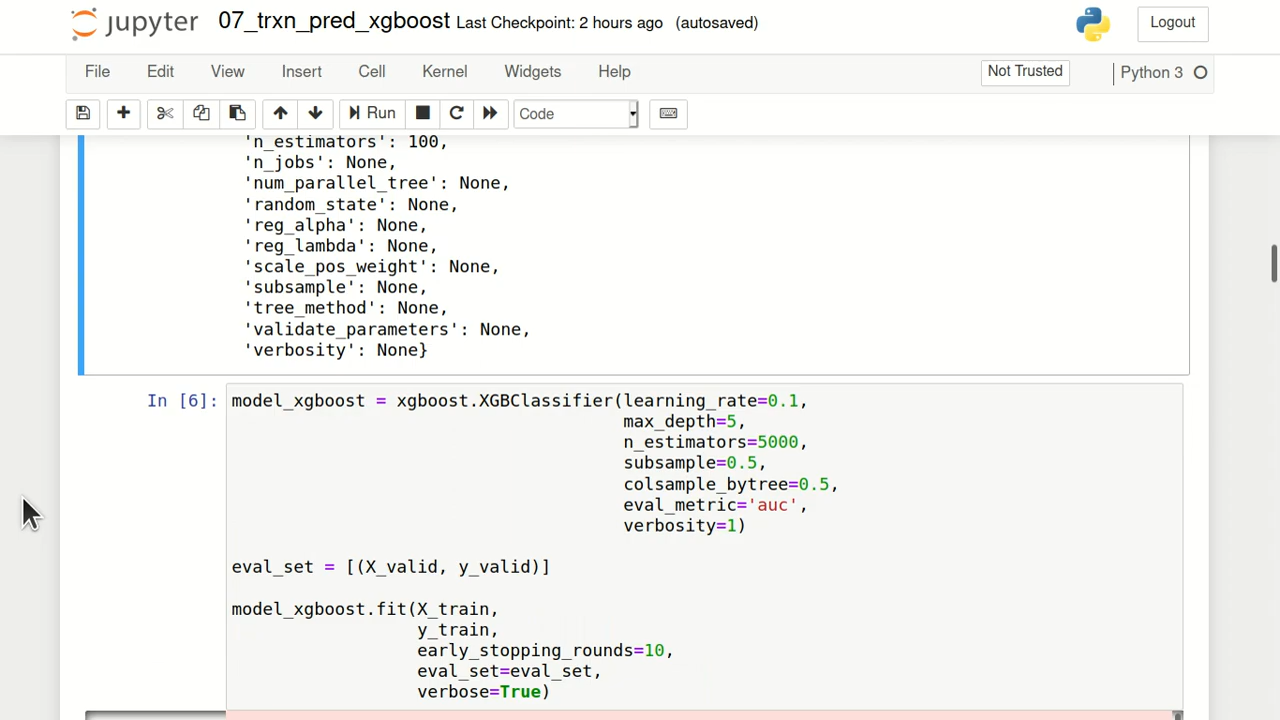 jupyter 07_trxn_pred_xgboost Last Checkpoint: 2 hours ago (autosaved) Logout
File Edit View Insert Cell Kernel Widgets Help Not Trusted Python 3
Run Code
'n_estimators': 100,
'n_jobs': None,
'num_parallel_tree': None,
'random_state': None,
'reg_alpha': None,
'reg_lambda': None,
'scale_pos_weight': None,
'subsample': None,
'tree_method': None,
'validate_parameters': None,
'verbosity': None}
In [6]: model_xgboost = xgboost.XGBClassifier(learning_rate=0.1,
max_depth=5,
n_estimators=5000,
subsample=0.5,
colsample_bytree=0.5,
eval_metric='auc',
verbosity=1)
eval_set = [(X_valid, y_valid)]
model_xgboost.fit(X_train,
y_train,
early_stopping_rounds=10,
eval_set=eval_set,
verbose=True)